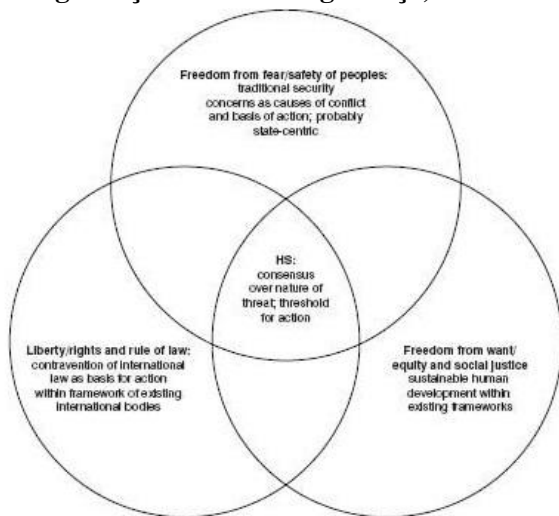 Freedom from fear/safety of peoples:
traditional security
concerns as causes of conflict
and basis of action; probably
state-centric
HS:
consensus
over nature of
threat; threshold
for action
Liberty/rights and rule of law:
contravention of international
law as basis for action
within framework of existing
international bodies
Freedom from want/
equity and social justice
sustainable human
development within
existing frameworks